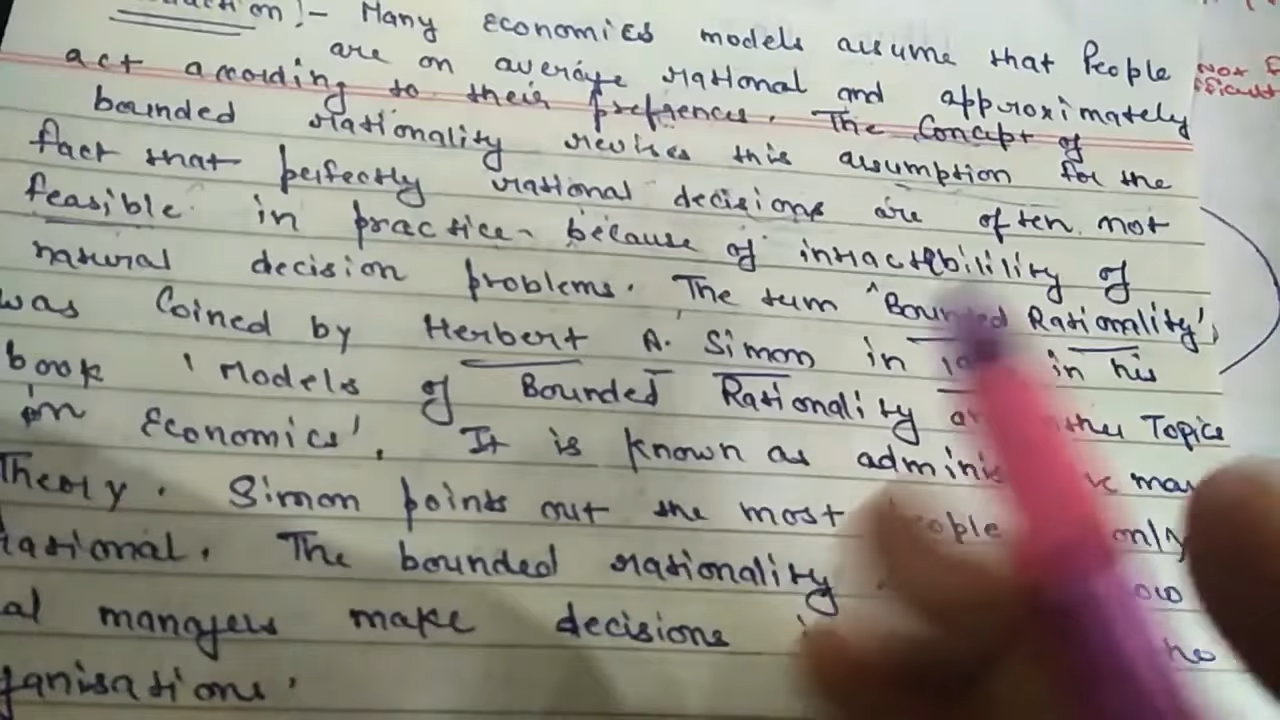 Many Economics models assume that People
are on average rational and approximately
act according to their prefrences. The Concept of
bounded rationality revises this assumption for the
fact that perfectly rational decisions are often not
feasible in practice because of intractibility of
natural decision problems. The term 'Bounded Rationality',
was Coined by Herbert A. Simon in in his
book 'Models of Bounded Rationality Topics
in Economics'. It is known as
Theory. Simon points out the most only
rational. The bounded rationality
managers make decisions